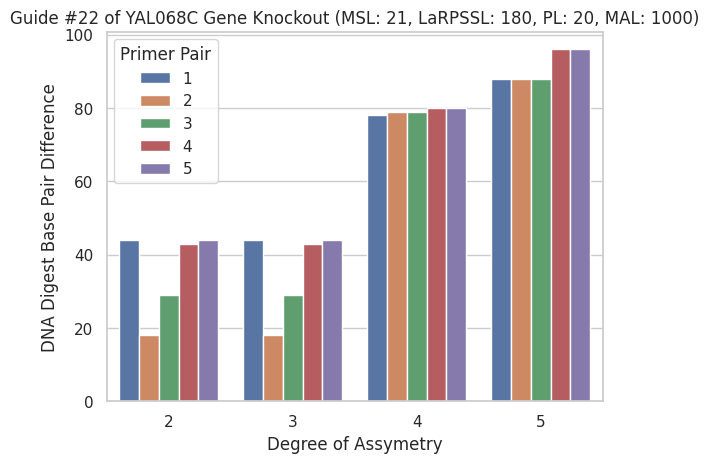 Guide #22 of YAL068C Gene Knockout (MSL: 21, LaRPSSL: 180, PL: 20, MAL: 1000)
100
80
60
40
20
0
DNA Digest Base Pair Difference
Primer Pair
1
2
3
4
5
2 3 4 5
Degree of Assymetry